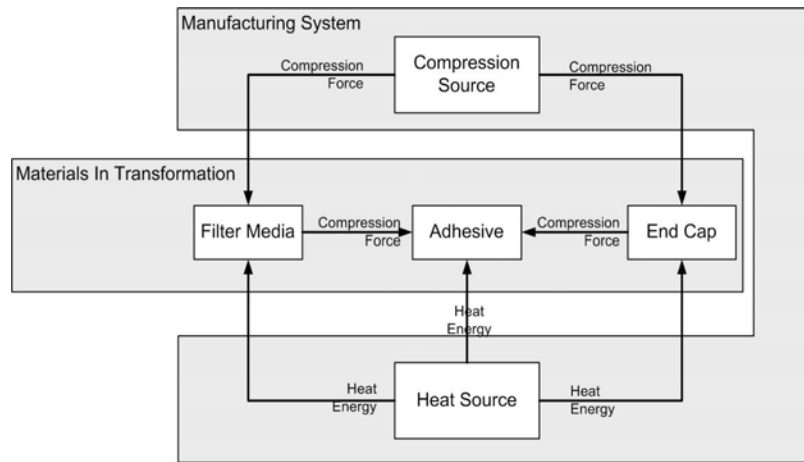 Manufacturing System
Compression
Force
Compression
Source
Compression
Force
Materials In Transformation
Filter Media
Compression
Force
Adhesive
Compression
Force
End Cap
Heat
Energy
Heat
Energy
Heat Source
Heat
Energy